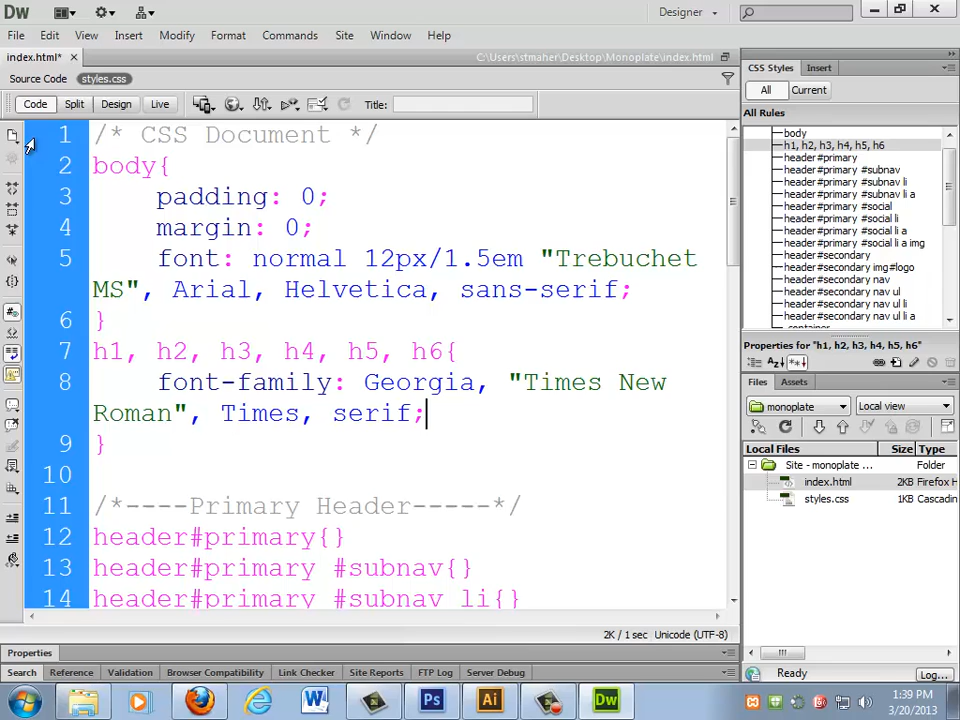 Dw
Designer
File Edit View Insert Modify Format Commands Site Window Help
index.html*
C:\Users\stmaher\Desktop\Monoplate\index.html
Source Code styles.css
Code Split Design Live Title:
1 /* CSS Document */
2 body{
3 padding: 0;
4 margin: 0;
5 font: normal 12px/1.5em "Trebuchet
MS", Arial, Helvetica, sans-serif;
6 }
7 h1, h2, h3, h4, h5, h6{
8 font-family: Georgia, "Times New
Roman", Times, serif;
9 }
10
11 /*----Primary Header-----*/
12 header#primary{}
13 header#primary #subnav{}
14 header#primary #subnav li{}
2K / 1 sec Unicode (UTF-8)
Properties
Search Reference Validation Browser Compatibility Link Checker Site Reports FTP Log Server Debug
CSS Styles Insert
All Current
All Rules
body
h1, h2, h3, h4, h5, h6
header#primary
header#primary #subnav
header#primary #subnav li
header#primary #subnav li a
header#primary #social
header#primary #social li
header#primary #social li a
header#primary #social li a img
header#secondary
header#secondary img#logo
header#secondary nav
header#secondary nav ul
header#secondary nav ul li
header#secondary nav ul li a
.container
Properties for "h1, h2, h3, h4, h5, h6"
Files Assets
monoplate Local view
Local Files Size Type
Site - monoplate ... Folder
index.html 2KB Firefox H
styles.css 1KB Cascadin
Ready Log...
W Ps Ai Dw
1:39 PM
3/20/2013